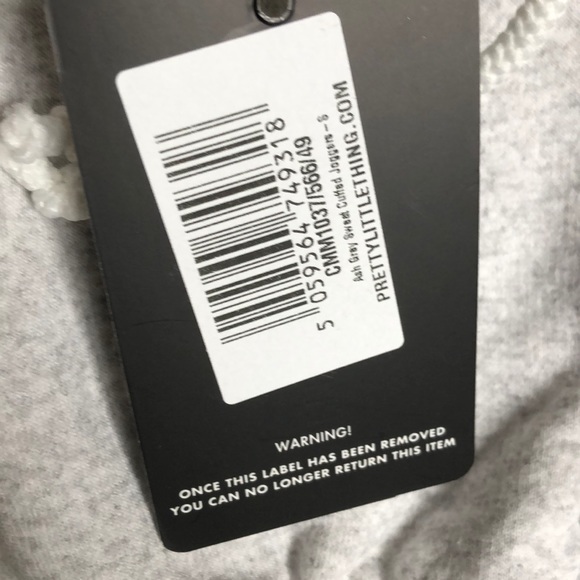 5 059564 749318
CMM1037/566/49
Ash Grey Sweat Cuffed Joggers - S
PRETTYLITTLETHING.COM
WARNING!
ONCE THIS LABEL HAS BEEN REMOVED
YOU CAN NO LONGER RETURN THIS ITEM